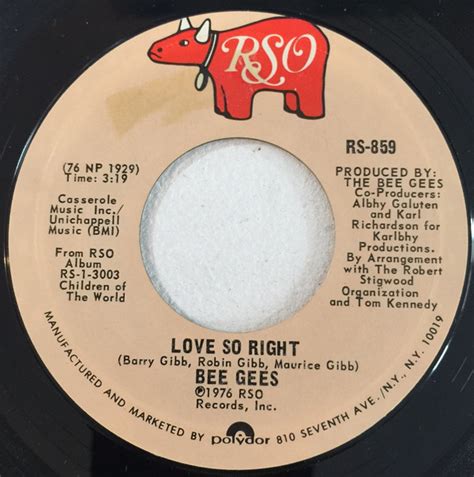 RSO
RS-859
(76 NP 1929)
Time: 3:19
Casserole
Music Inc./
Unichappell
Music (BMI)
From RSO
Album
RS-1-3003
Children of
The World
PRODUCED BY:
THE BEE GEES
Co-Producers:
Albhy Galuten
and Karl
Richardson for
Karlbhy
Productions.
By Arrangement
with The Robert
Stigwood
Organization
and Tom Kennedy
LOVE SO RIGHT
(Barry Gibb, Robin Gibb, Maurice Gibb)
BEE GEES
Ⓟ1976 RSO
Records, Inc.
MANUFACTURED AND MARKETED BY polydor 810 SEVENTH AVE./N.Y., N.Y. 10019